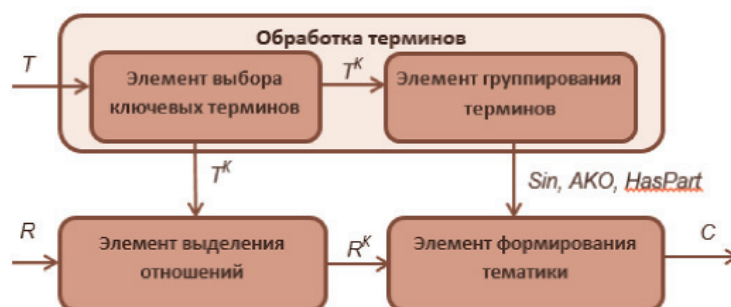 Обработка терминов
T
Элемент выбора
ключевых терминов
T^K
Элемент группирования
терминов
T^K
Sin, AKO, HasPart
R
Элемент выделения
отношений
R^K
Элемент формирования
тематики
C